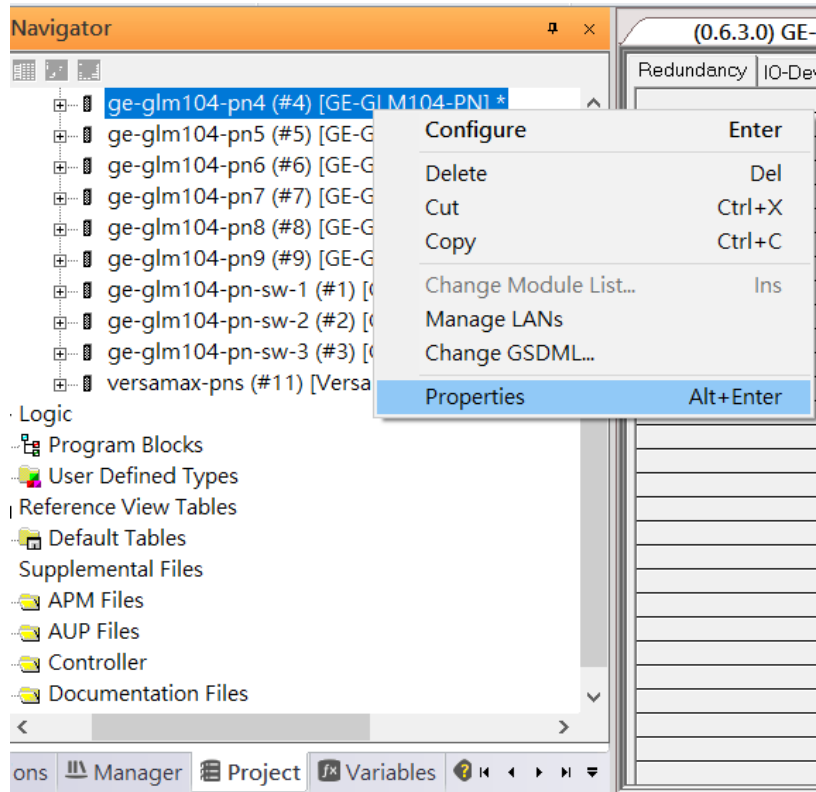 Navigator
(0.6.3.0) GE-
Redundancy IO-Dev
ge-glm104-pn4 (#4) [GE-GLM104-PN] *
ge-glm104-pn5 (#5) [GE-G
ge-glm104-pn6 (#6) [GE-G
ge-glm104-pn7 (#7) [GE-G
ge-glm104-pn8 (#8) [GE-G
ge-glm104-pn9 (#9) [GE-G
ge-glm104-pn-sw-1 (#1) [G
ge-glm104-pn-sw-2 (#2) [G
ge-glm104-pn-sw-3 (#3) [G
versamax-pns (#11) [Versa
Logic
Program Blocks
User Defined Types
Reference View Tables
Default Tables
Supplemental Files
APM Files
AUP Files
Controller
Documentation Files
Configure Enter
Delete Del
Cut Ctrl+X
Copy Ctrl+C
Change Module List... Ins
Manage LANs
Change GSDML...
Properties Alt+Enter
ons Manager Project Variables